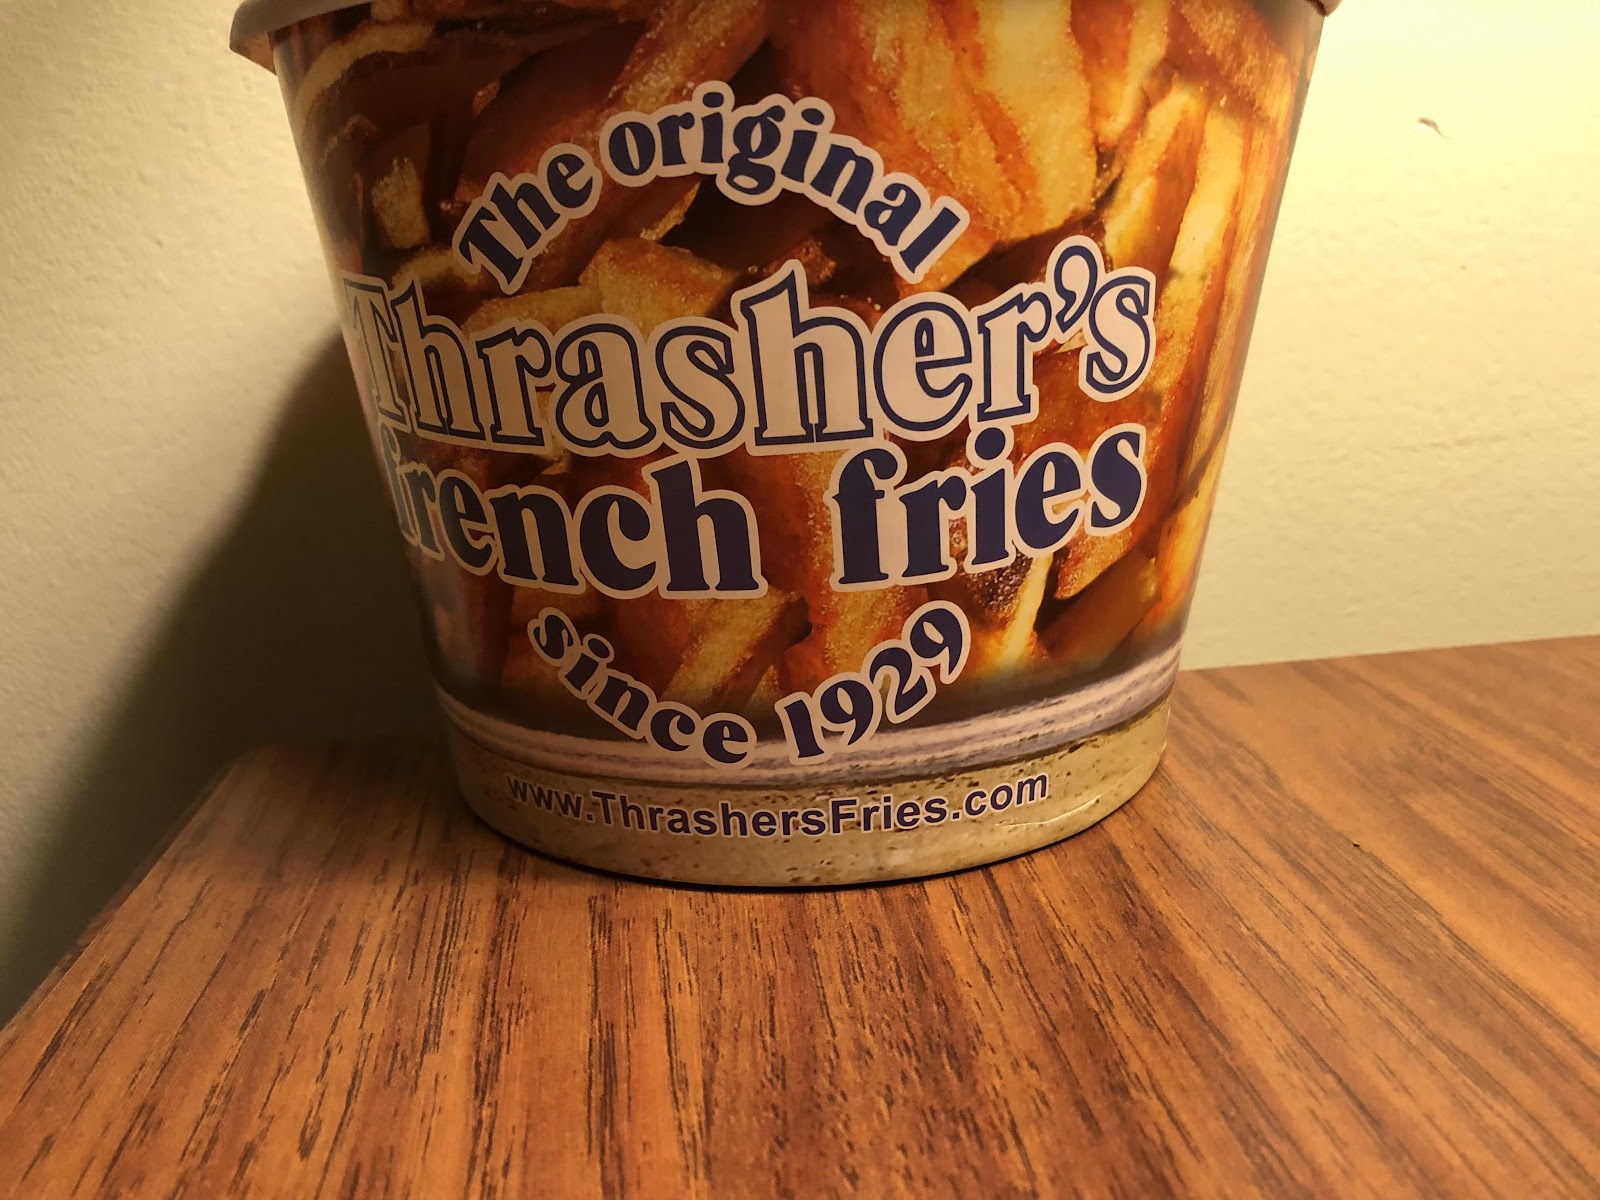 The original
Thrasher's
french fries
since 1929
www.ThrashersFries.com